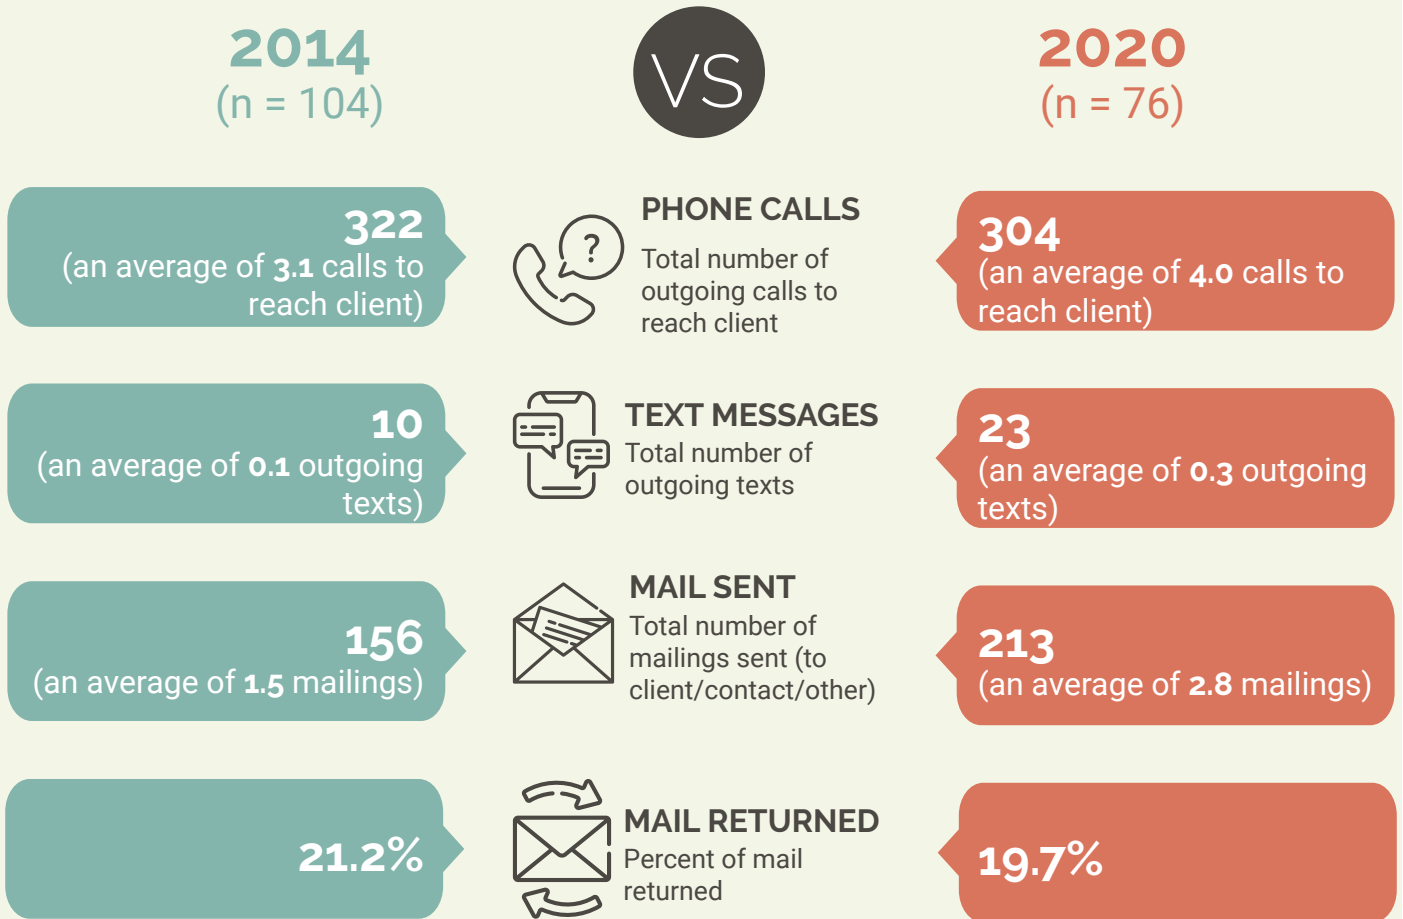 2014
(n = 104)
VS
2020
(n = 76)
322
(an average of 3.1 calls to
reach client)
?
PHONE CALLS
Total number of
outgoing calls to
reach client
304
(an average of 4.0 calls to
reach client)
10
(an average of 0.1 outgoing
texts)
TEXT MESSAGES
Total number of
outgoing texts
23
(an average of 0.3 outgoing
texts)
156
(an average of 1.5 mailings)
MAIL SENT
Total number of
mailings sent (to
client/contact/other)
213
(an average of 2.8 mailings)
21.2%
MAIL RETURNED
Percent of mail
returned
19.7%